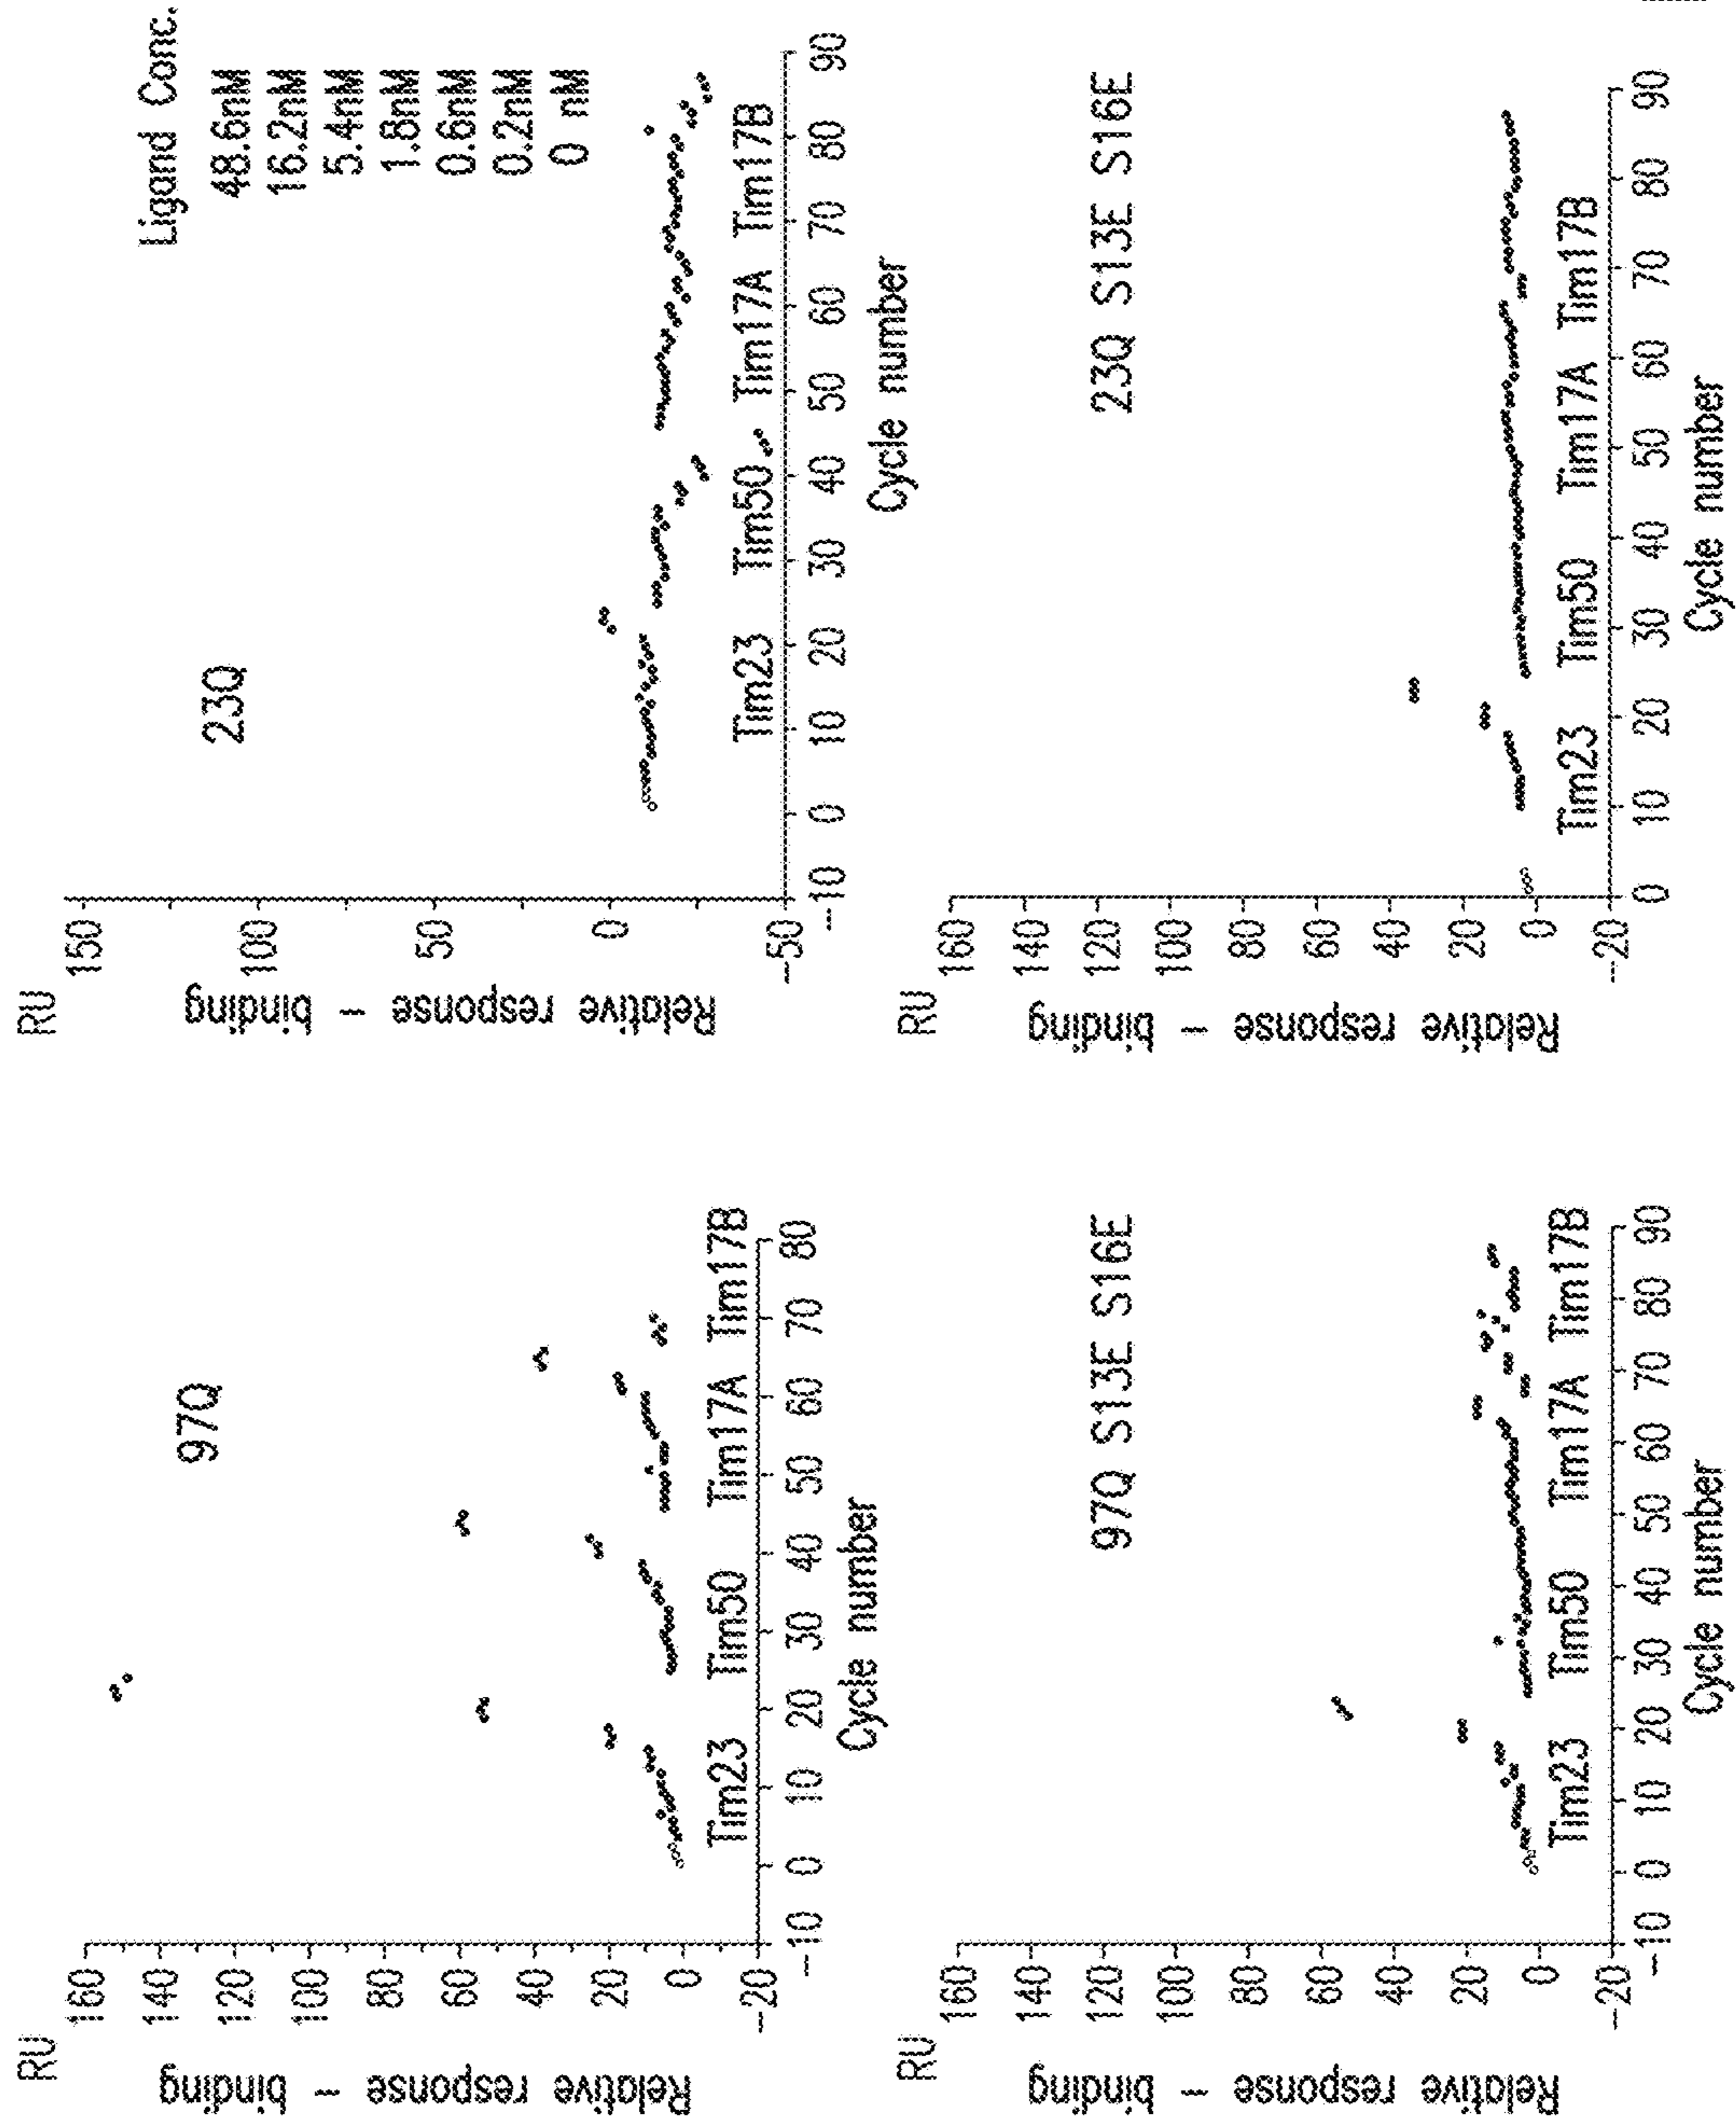 RU
160
140
120
100
80
60
40
20
0
-20
Relative response - binding
97Q
Tim23 Tim50 Tim17A Tim17B
-10 0 10 20 30 40 50 60 70 80
Cycle number
RU
150
100
50
0
-50
Relative response - binding
23Q
Ligand Conc.
48.6nM
16.2nM
5.4nM
1.8nM
0.6nM
0.2nM
0 nM
Tim23 Tim50 Tim17A Tim17B
-10 0 10 20 30 40 50 60 70 80 90
Cycle number
RU
160
140
120
100
80
60
40
20
0
-20
Relative response - binding
97Q S13E S16E
Tim23 Tim50 Tim17A Tim17B
-10 0 10 20 30 40 50 60 70 80 90
Cycle number
RU
160
140
120
100
80
60
40
20
0
-20
Relative response - binding
23Q S13E S16E
Tim23 Tim50 Tim17A Tim17B
0 10 20 30 40 50 60 70 80 90
Cycle number